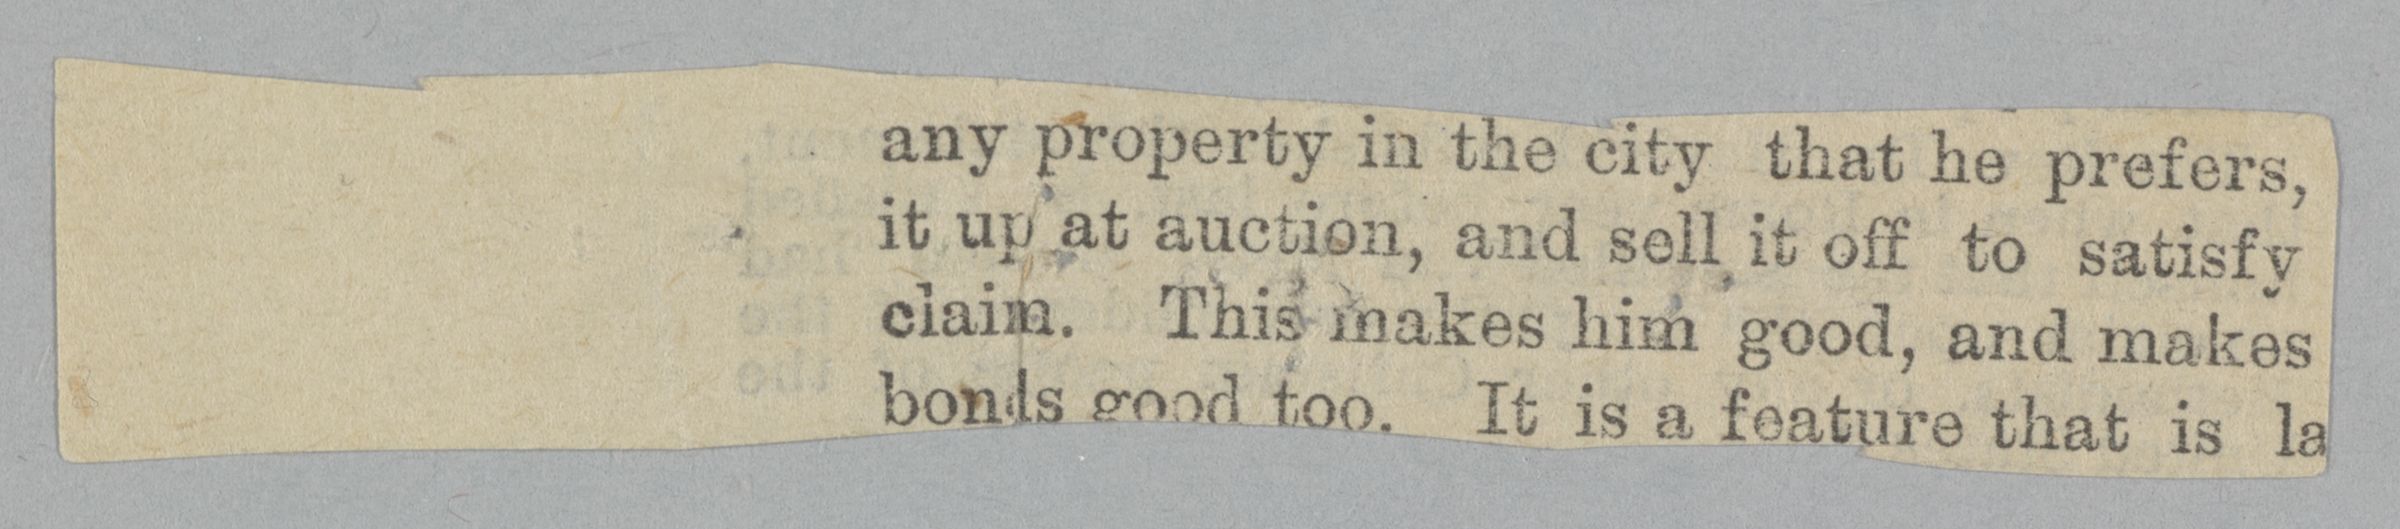 any property in the city that he prefers,
it up at auction, and sell it off to satisfy
claim. This makes him good, and makes
bonds good too. It is a feature that is la